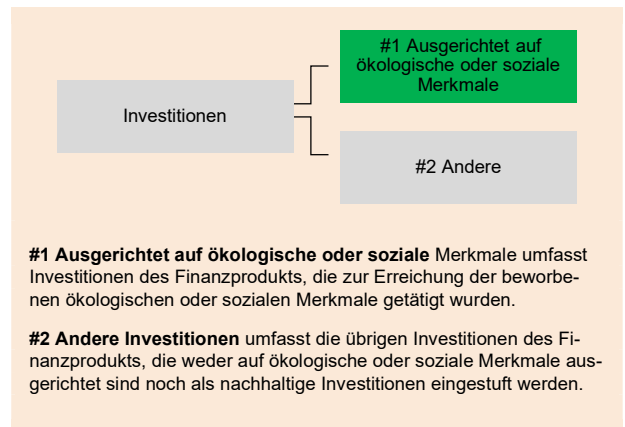 #1 Ausgerichtet auf
ökologische oder soziale
Merkmale
Investitionen
#2 Andere
#1 Ausgerichtet auf ökologische oder soziale Merkmale umfasst
Investitionen des Finanzprodukts, die zur Erreichung der beworbe-
nen ökologischen oder sozialen Merkmale getätigt wurden.
#2 Andere Investitionen umfasst die übrigen Investitionen des Fi-
nanzprodukts, die weder auf ökologische oder soziale Merkmale aus-
gerichtet sind noch als nachhaltige Investitionen eingestuft werden.